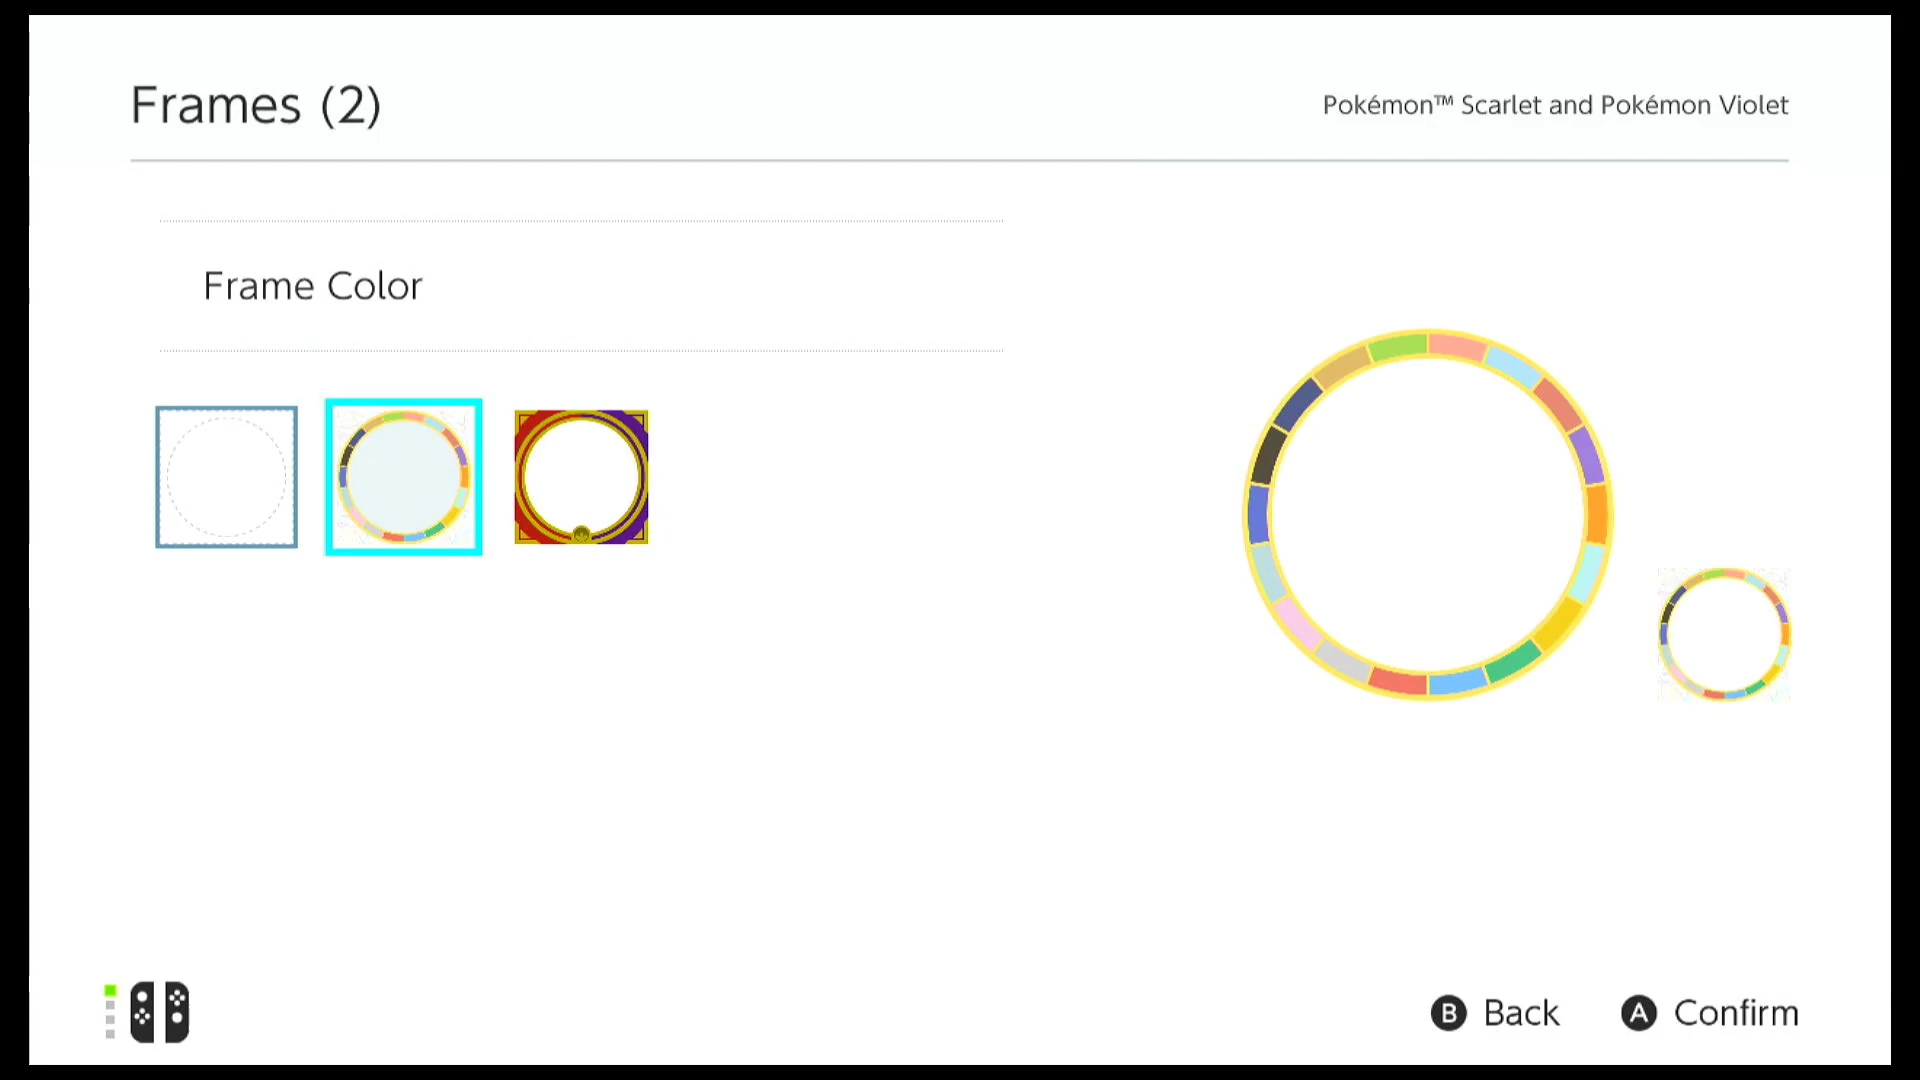 Frames (2)
Pokémon™ Scarlet and Pokémon Violet
Frame Color
B Back
A Confirm